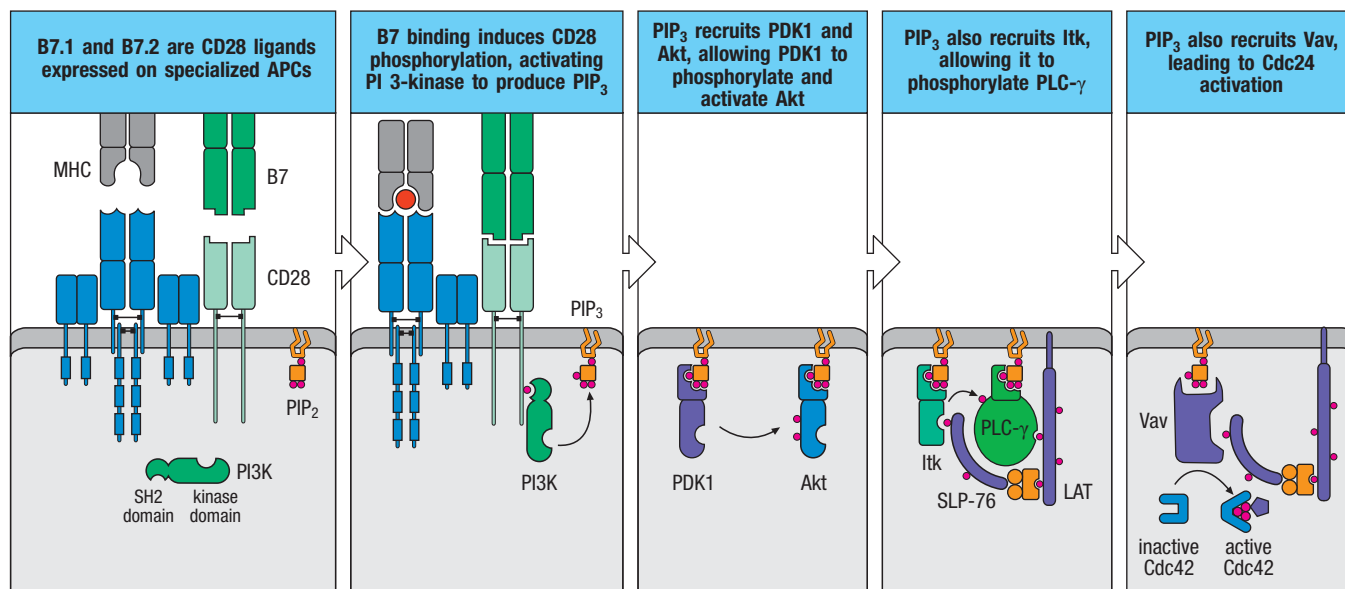 B7.1 and B7.2 are CD28 ligands
expressed on specialized APCs
MHC
B7
CD28
PIP₂
PI3K
SH2
domain
kinase
domain
B7 binding induces CD28
phosphorylation, activating
PI 3-kinase to produce PIP₃
PIP₃
PI3K
PIP₃ recruits PDK1 and
Akt, allowing PDK1 to
phosphorylate and
activate Akt
PDK1
Akt
PIP₃ also recruits Itk,
allowing it to
phosphorylate PLC-γ
PLC-γ
Itk
SLP-76
LAT
PIP₃ also recruits Vav,
leading to Cdc24
activation
Vav
inactive
Cdc42
active
Cdc42